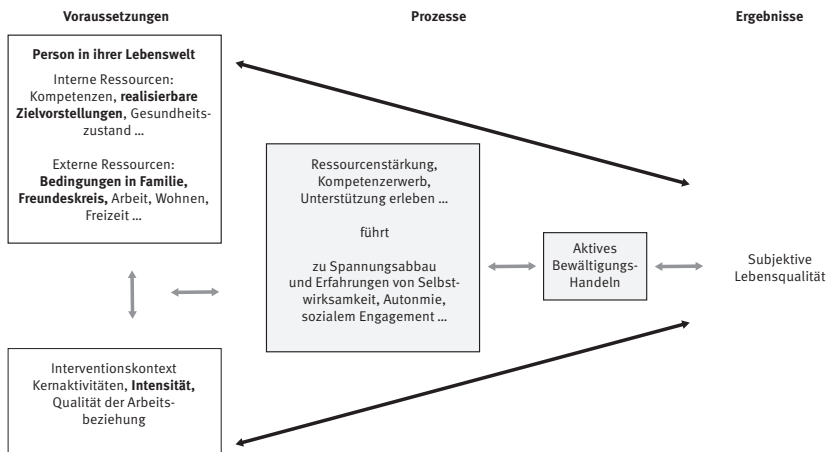 Voraussetzungen
Prozesse
Ergebnisse
Person in ihrer Lebenswelt
Interne Ressourcen:
Kompetenzen, realisierbare
Zielvorstellungen, Gesundheits-
zustand ...
Externe Ressourcen:
Bedingungen in Familie,
Freundeskreis, Arbeit, Wohnen,
Freizeit ...
Interventionskontext
Kernaktivitäten, Intensität,
Qualität der Arbeits-
beziehung
Ressourcenstärkung,
Kompetenzerwerb,
Unterstützung erleben ...
führt
zu Spannungsabbau
und Erfahrungen von Selbst-
wirksamkeit, Autonmie,
sozialem Engagement ...
Aktives
Bewältigungs-
Handeln
Subjektive
Lebensqualität